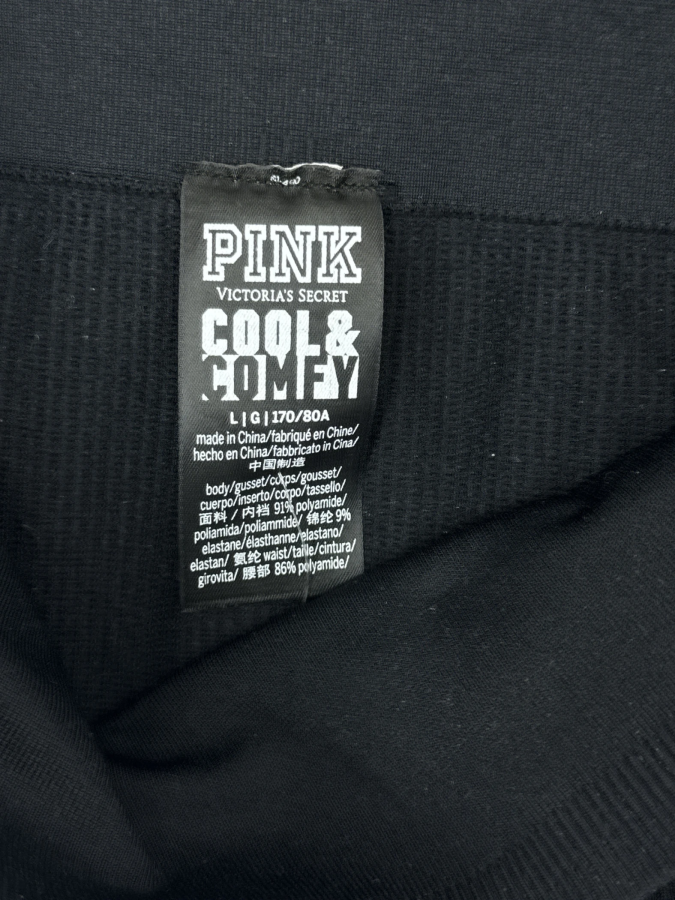 PINK
VICTORIA'S SECRET
COOL&
COMFY
L|G|170/80A
made in China/fabriqué en Chine/
hecho en China/fabbricato in Cina/
中国制造
body/gusset/corps/gousset/
cuerpo/inserto/corpo/tassello/
面料/内裆 91% polyamide/
poliamida/poliammide/ 锦纶 9%
elastane/élasthanne/elastano/
elastan/ 氨纶 waist/taille/cintura/
girovita/ 腰部 86% polyamide/